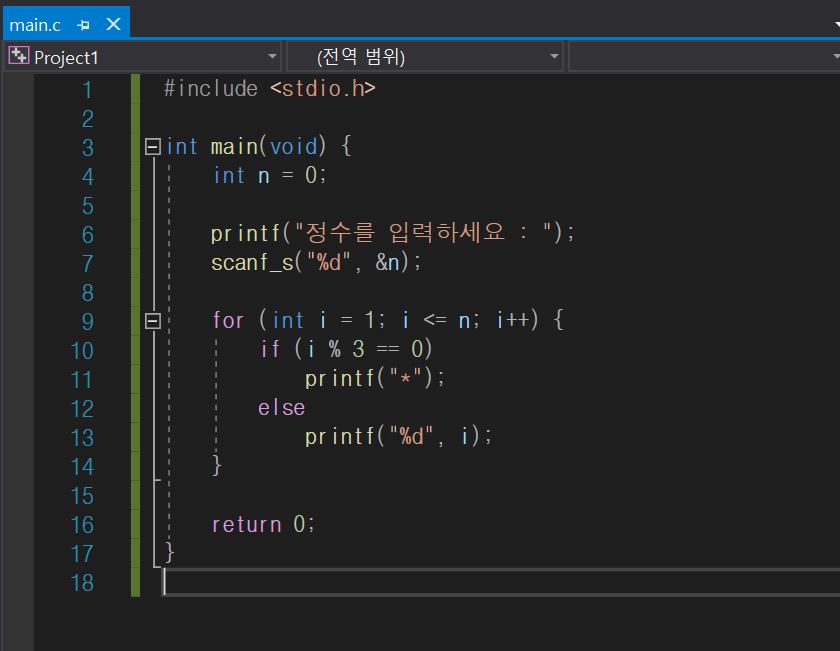 main.c
Project1 (전역 범위)
1 #include <stdio.h>
2
3 int main(void) {
4 int n = 0;
5
6 printf("정수를 입력하세요 : ");
7 scanf_s("%d", &n);
8
9 for (int i = 1; i <= n; i++) {
10 if (i % 3 == 0)
11 printf("*");
12 else
13 printf("%d", i);
14 }
15
16 return 0;
17 }
18